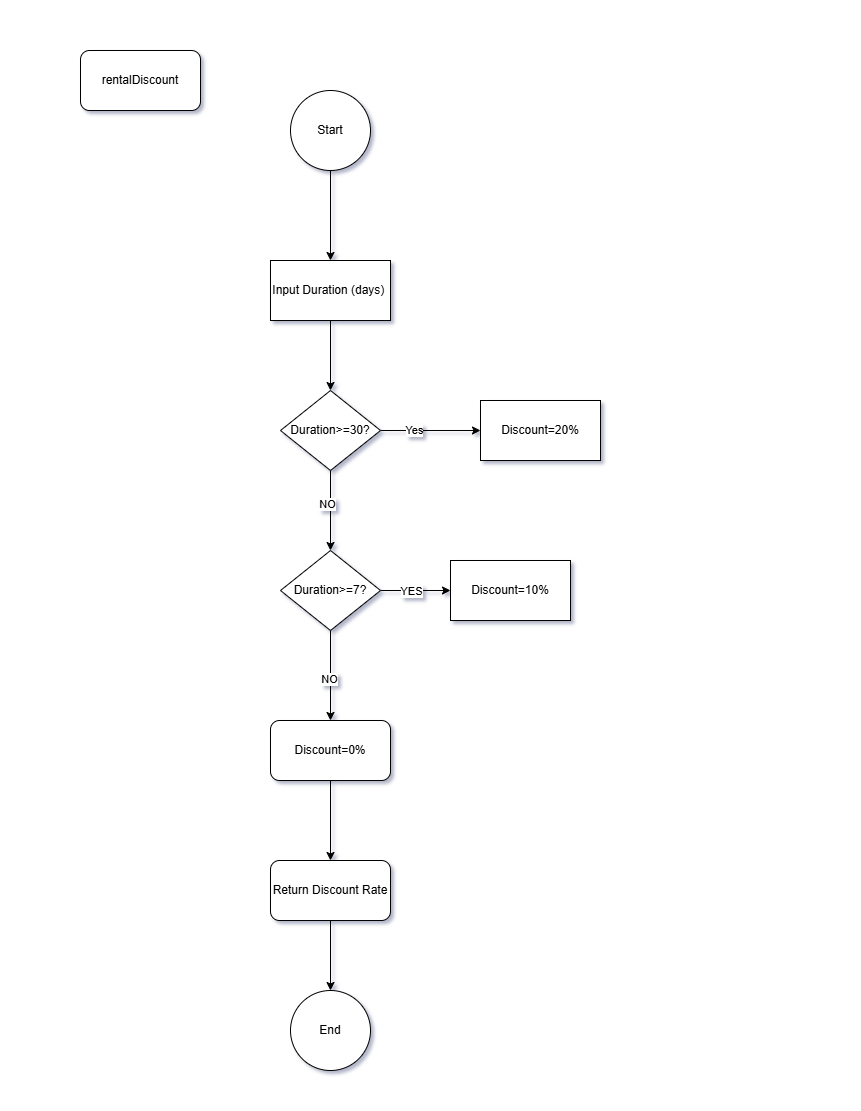 rentalDiscount
Start
Input Duration (days)
Duration>=30?
Yes
Discount=20%
NO
Duration>=7?
YES
Discount=10%
NO
Discount=0%
Return Discount Rate
End